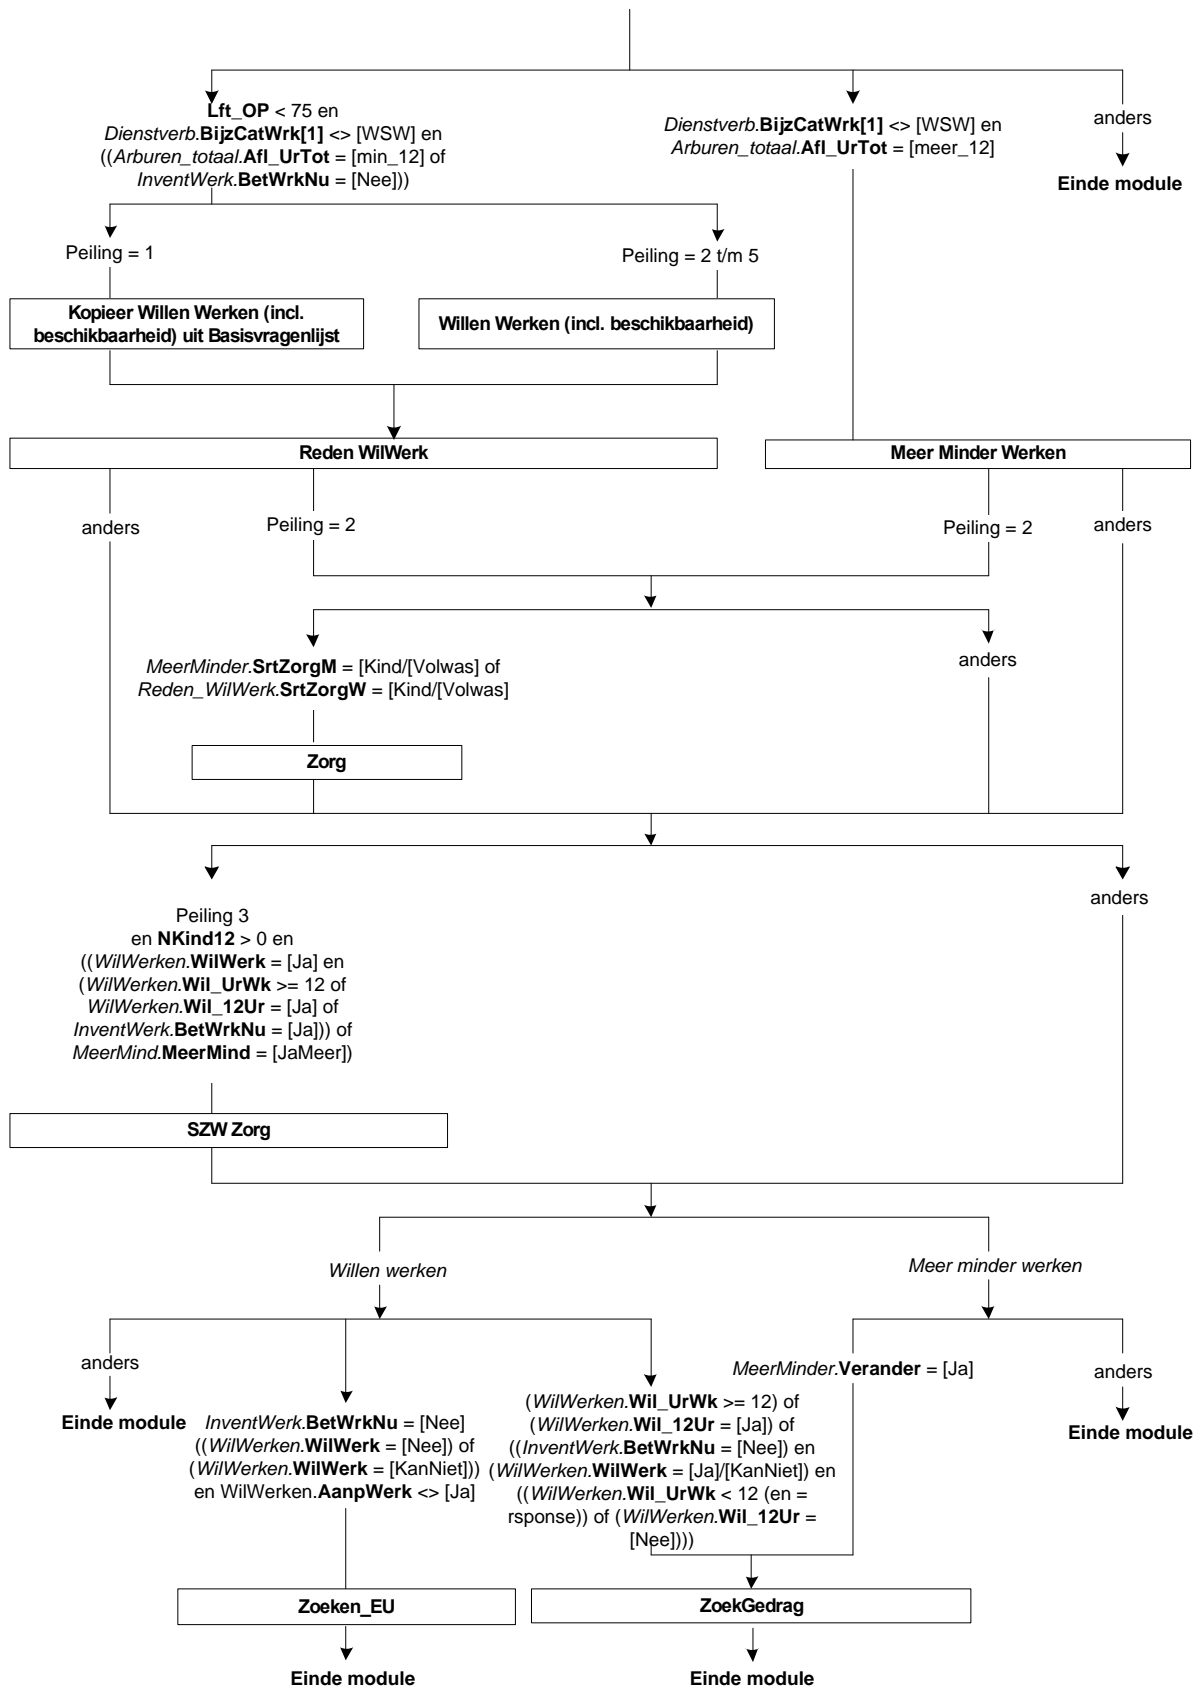 Lft_OP < 75 en
Dienstverb.BijzCatWrk[1] <> [WSW] en
((Arburen_totaal.Afl_UrTot = [min_12] of
InventWerk.BetWrkNu = [Nee]))
Dienstverb.BijzCatWrk[1] <> [WSW] en
Arburen_totaal.Afl_UrTot = [meer_12]
anders
Einde module
Peiling = 1
Peiling = 2 t/m 5
Kopieer Willen Werken (incl.
beschikbaarheid) uit Basisvragenlijst
Willen Werken (incl. beschikbaarheid)
Reden WilWerk
Meer Minder Werken
anders
Peiling = 2
Peiling = 2
anders
MeerMinder.SrtZorgM = [Kind/[Volwas] of
Reden_WilWerk.SrtZorgW = [Kind/[Volwas]
anders
Zorg
Peiling 3
en NKind12 > 0 en
((WilWerken.WilWerk = [Ja] en
(WilWerken.Wil_UrWk >= 12 of
WilWerken.Wil_12Ur = [Ja] of
InventWerk.BetWrkNu = [Ja])) of
MeerMind.MeerMind = [JaMeer])
anders
SZW Zorg
Willen werken
Meer minder werken
anders
Einde module
InventWerk.BetWrkNu = [Nee]
((WilWerken.WilWerk = [Nee]) of
(WilWerken.WilWerk = [KanNiet]))
en WilWerken.AanpWerk <> [Ja]
(WilWerken.Wil_UrWk >= 12) of
(WilWerken.Wil_12Ur = [Ja]) of
((InventWerk.BetWrkNu = [Nee]) en
(WilWerken.WilWerk = [Ja]/[KanNiet]) en
((WilWerken.Wil_UrWk < 12 (en =
rsponse)) of (WilWerken.Wil_12Ur =
[Nee])))
MeerMinder.Verander = [Ja]
anders
Einde module
Zoeken_EU
ZoekGedrag
Einde module
Einde module